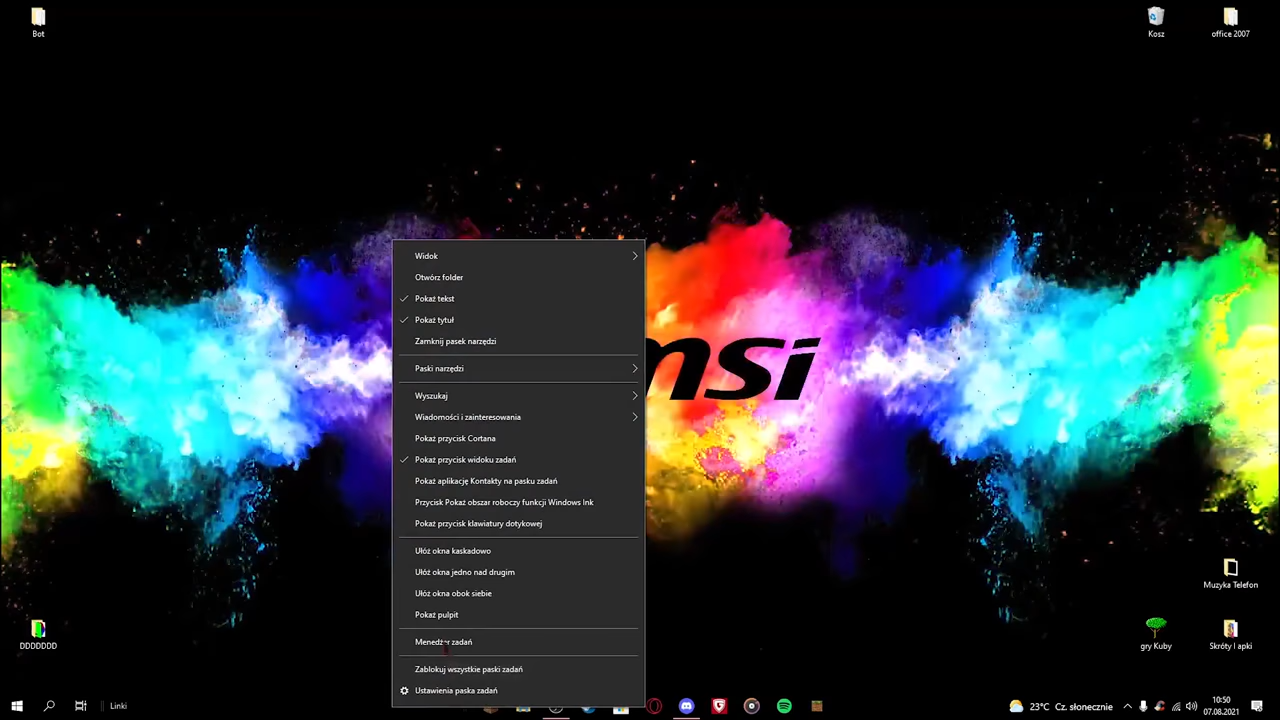 Bot
Kosz
office 2007
Widok
Otwórz folder
Pokaż tekst
Pokaż tytuł
Zamknij pasek narzędzi
Paski narzędzi
Wyszukaj
Wiadomości i zainteresowania
Pokaż przycisk Cortana
Pokaż przycisk widoku zadań
Pokaż aplikację Kontakty na pasku zadań
Przycisk Pokaż obszar roboczy funkcji Windows Ink
Pokaż przycisk klawiatury dotykowej
Ułóż okna kaskadowo
Ułóż okna jedno nad drugim
Ułóż okna obok siebie
Pokaż pulpit
Menedżer zadań
Zablokuj wszystkie paski zadań
Ustawienia paska zadań
msi
Muzyka Telefon
DDDDDDD
gry Kuby
Skróty I apki
Linki
23°C Cz. słonecznie
10:50
07.08.2021